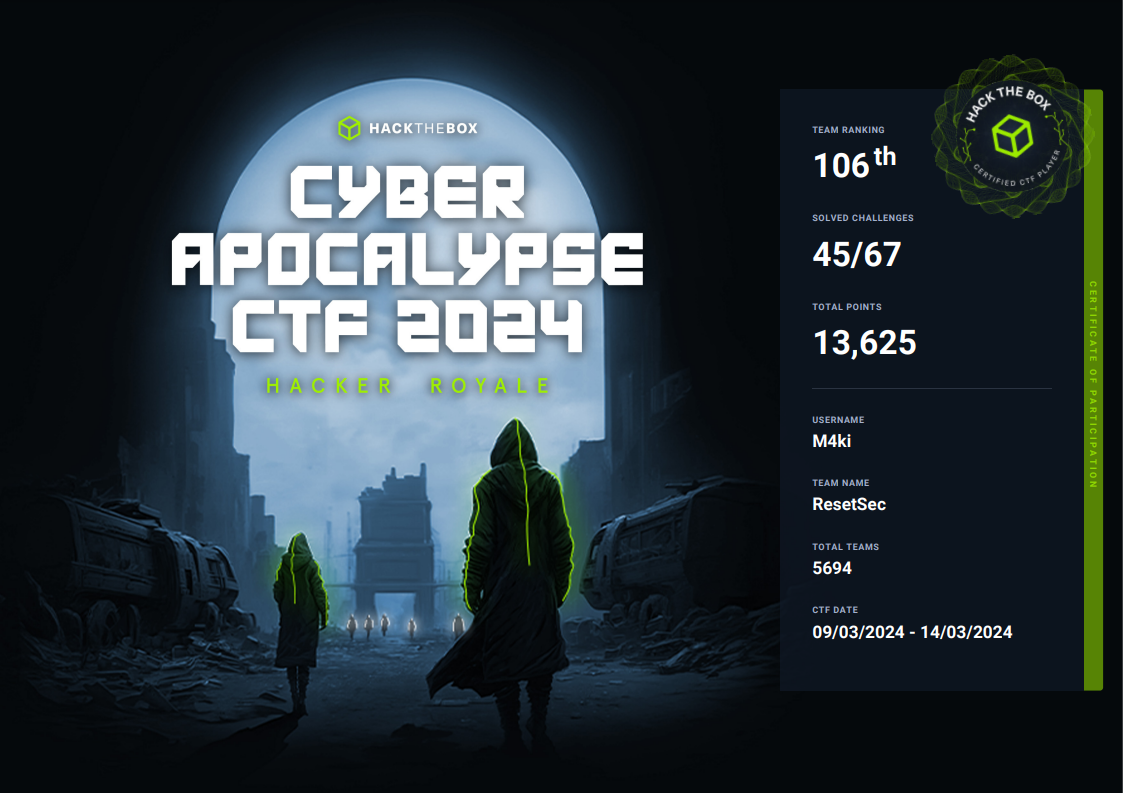 HACKTHEBOX
CYBER
APOCALYPSE
CTF 2024
HACKER ROYALE
HACK THE BOX
CERTIFIED CTF PLAYER
TEAM RANKING
106th
SOLVED CHALLENGES
45/67
TOTAL POINTS
13,625
USERNAME
M4ki
TEAM NAME
ResetSec
TOTAL TEAMS
5694
CTF DATE
09/03/2024 - 14/03/2024
CERTIFICATE OF PARTICIPATION